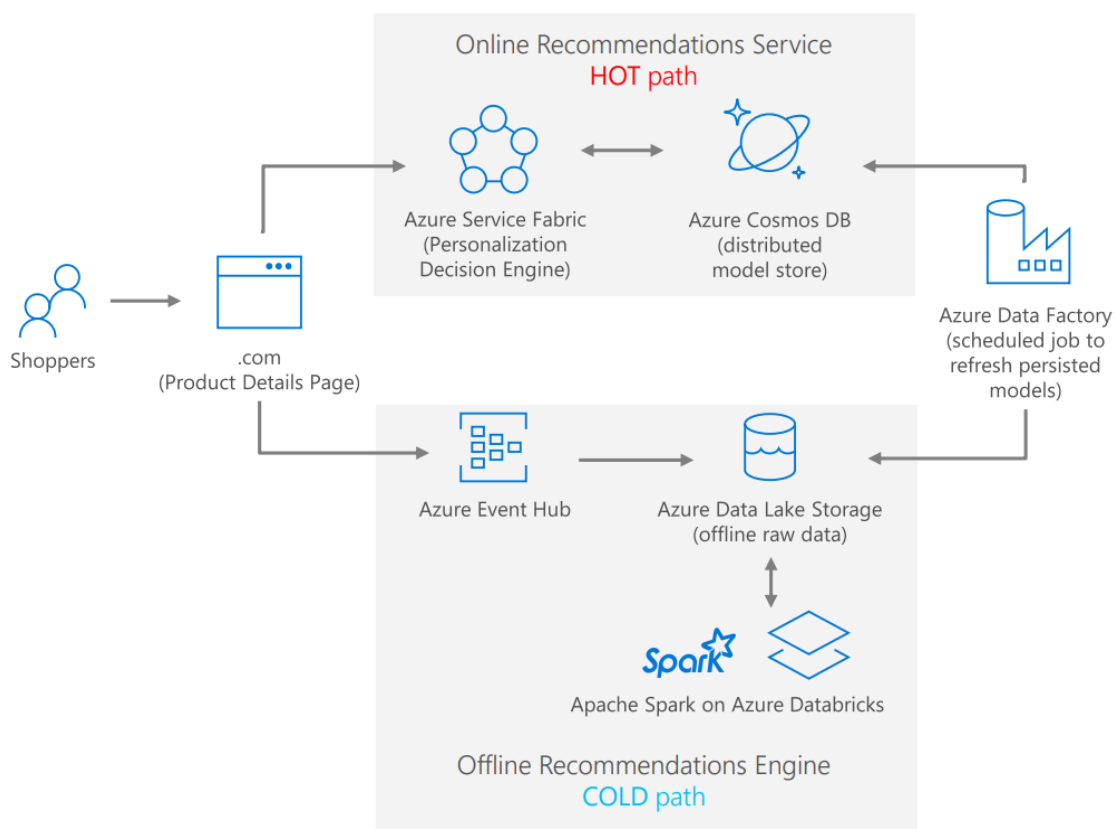 Online Recommendations Service
HOT path
Azure Service Fabric
(Personalization
Decision Engine)
Azure Cosmos DB
(distributed
model store)
Shoppers
.com
(Product Details Page)
Azure Data Factory
(scheduled job to
refresh persisted
models)
Azure Event Hub
Azure Data Lake Storage
(offline raw data)
Spark
Apache Spark on Azure Databricks
Offline Recommendations Engine
COLD path